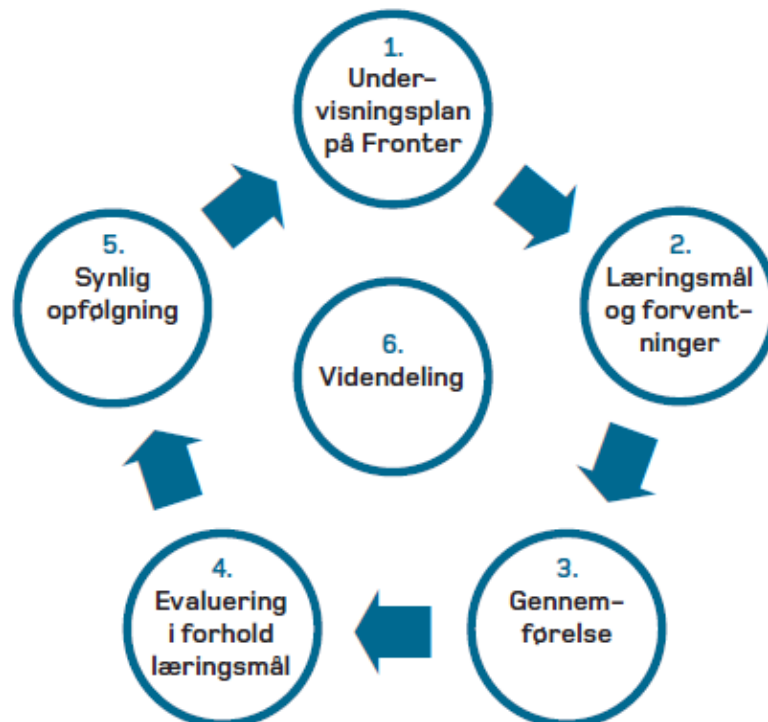 1.
Under-
visningsplan
på Fronter
2.
Læringsmål
og forvent-
ninger
3.
Gennem-
førelse
4.
Evaluering
i forhold
læringsmål
5.
Synlig
opfølgning
6.
Videndeling